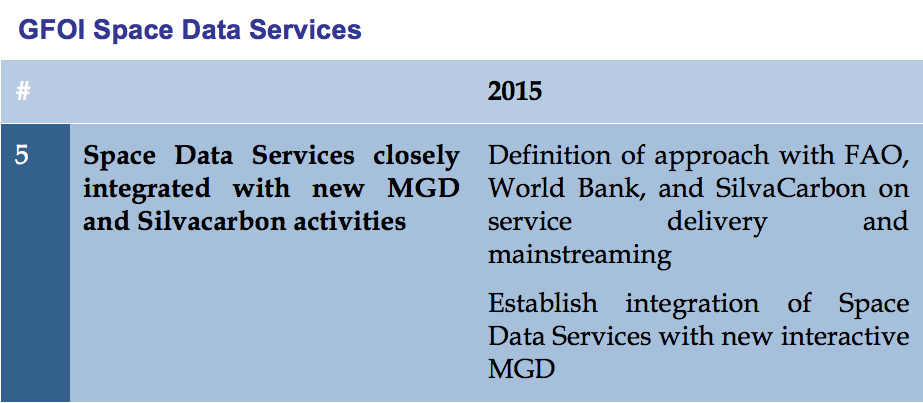 GFOI Space Data Services
# 2015
5 Space Data Services closely
integrated with new MGD
and Silvacarbon activities
Definition of approach with FAO,
World Bank, and SilvaCarbon on
service delivery and
mainstreaming
Establish integration of Space
Data Services with new interactive
MGD